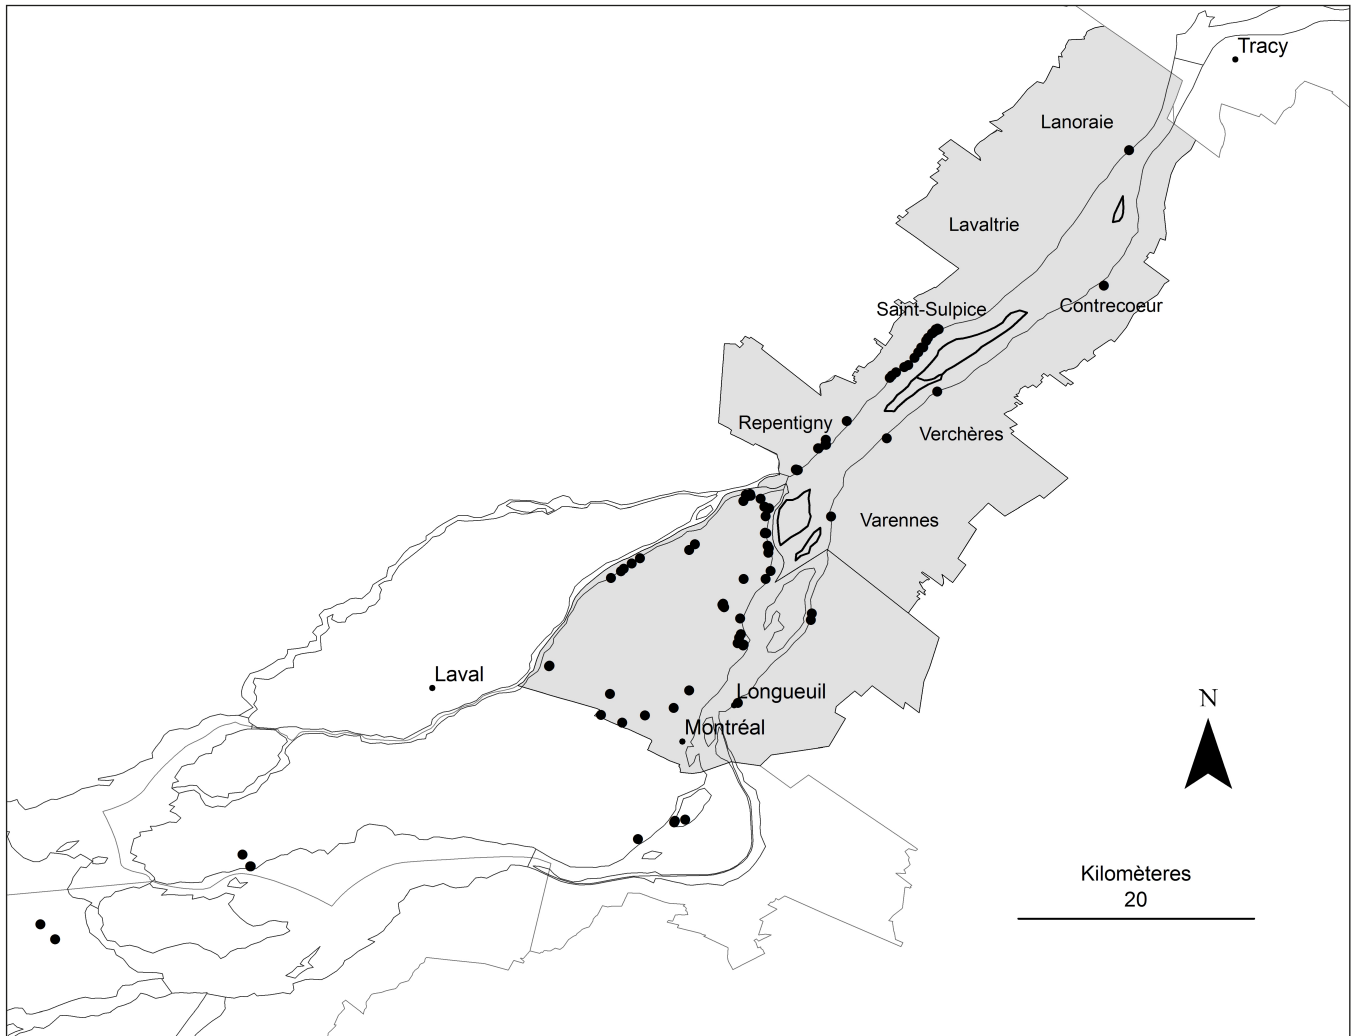 Tracy
Lanoraie
Lavaltrie
Saint-Sulpice
Contrecoeur
Repentigny
Verchères
Varennes
Laval
Longueuil
Montréal
N
Kilomèteres
20